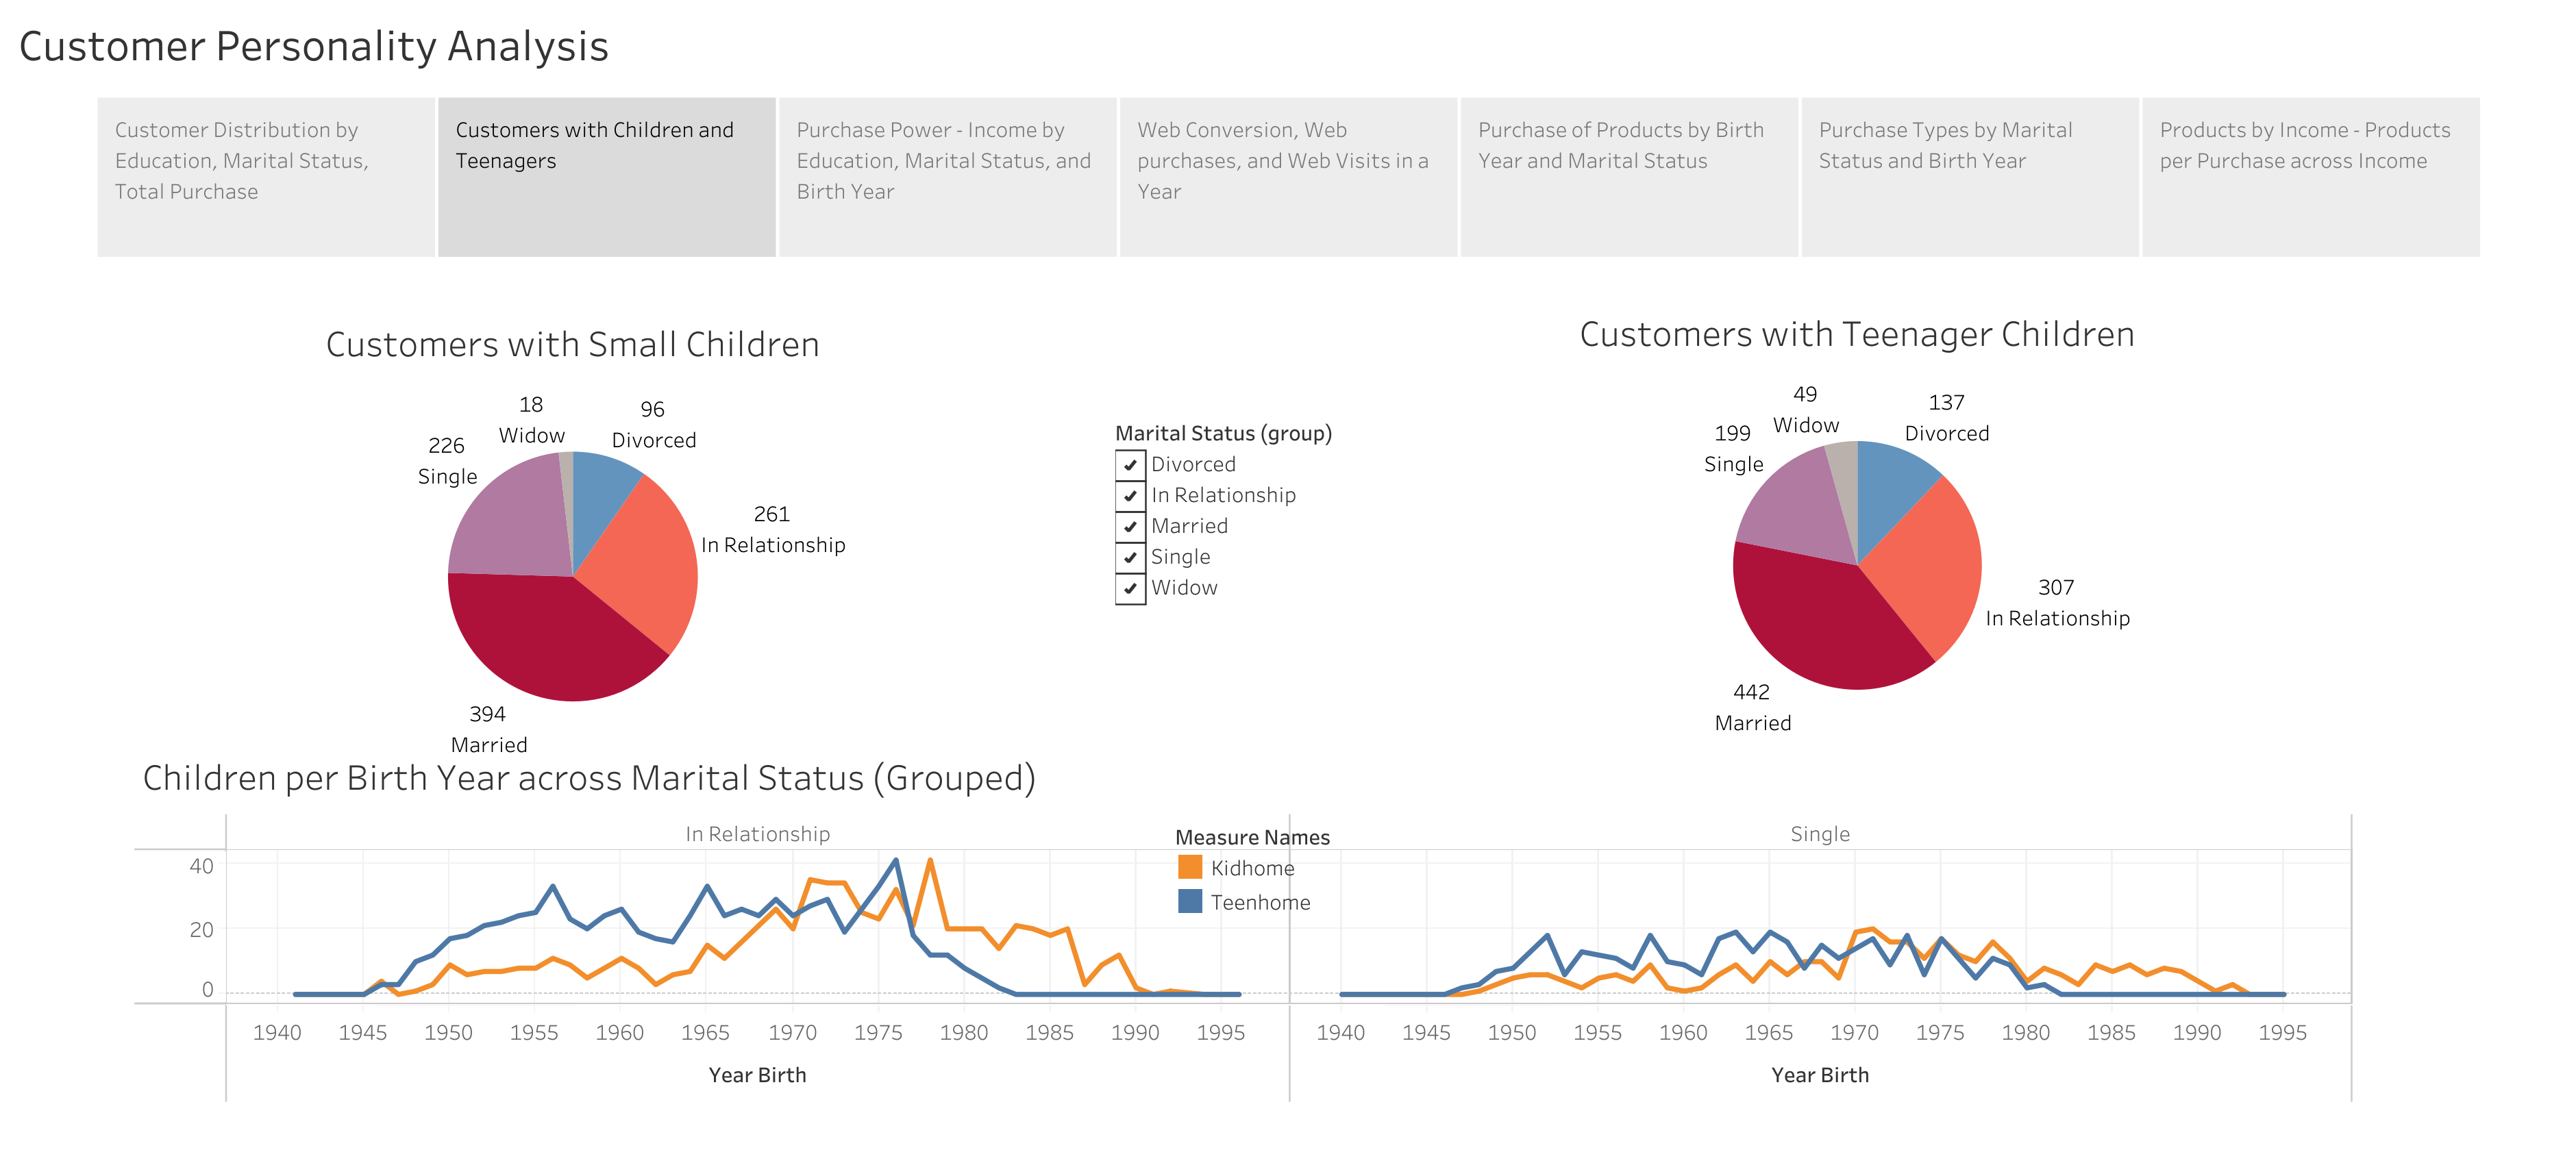 Customer Personality Analysis
Customer Distribution by
Education, Marital Status,
Total Purchase
Customers with Children and
Teenagers
Purchase Power - Income by
Education, Marital Status, and
Birth Year
Web Conversion, Web
purchases, and Web Visits in a
Year
Purchase of Products by Birth
Year and Marital Status
Purchase Types by Marital
Status and Birth Year
Products by Income - Products
per Purchase across Income
Customers with Small Children
18
Widow
96
Divorced
226
Single
261
In Relationship
394
Married
Marital Status (group)
Divorced
In Relationship
Married
Single
Widow
Customers with Teenager Children
49
Widow
137
Divorced
199
Single
307
In Relationship
442
Married
Children per Birth Year across Marital Status (Grouped)
In Relationship
Single
Measure Names
Kidhome
Teenhome
40
20
0
1940 1945 1950 1955 1960 1965 1970 1975 1980 1985 1990 1995
1940 1945 1950 1955 1960 1965 1970 1975 1980 1985 1990 1995
Year Birth
Year Birth